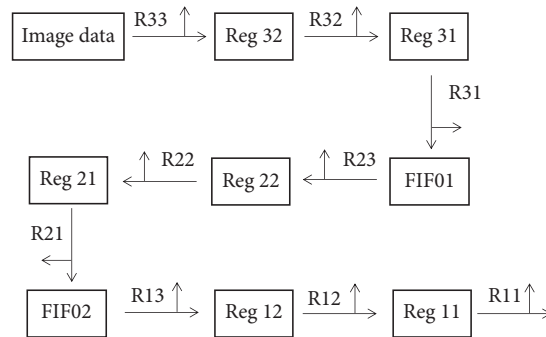 Image data
R33
Reg 32
R32
Reg 31
R31
Reg 21
R22
Reg 22
R23
FIF01
R21
FIF02
R13
Reg 12
R12
Reg 11
R11